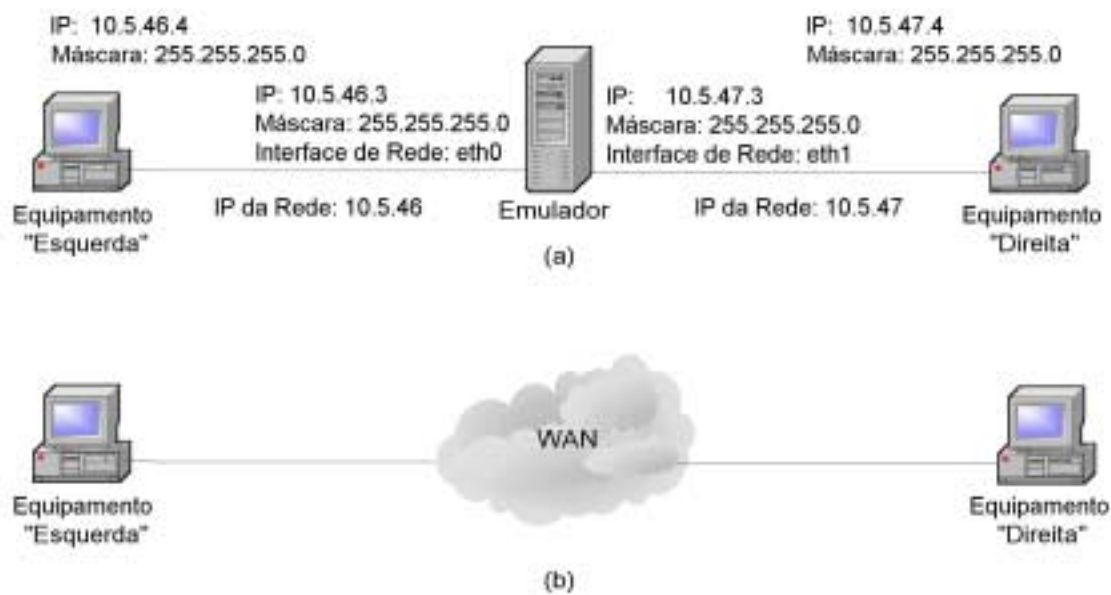 IP: 10.5.46.4
Máscara: 255.255.255.0
IP: 10.5.47.4
Máscara: 255.255.255.0
IP: 10.5.46.3
Máscara: 255.255.255.0
Interface de Rede: eth0
IP: 10.5.47.3
Máscara: 255.255.255.0
Interface de Rede: eth1
Equipamento
"Esquerda"
IP da Rede: 10.5.46
Emulador
IP da Rede: 10.5.47
Equipamento
"Direita"
(a)
WAN
Equipamento
"Esquerda"
Equipamento
"Direita"
(b)